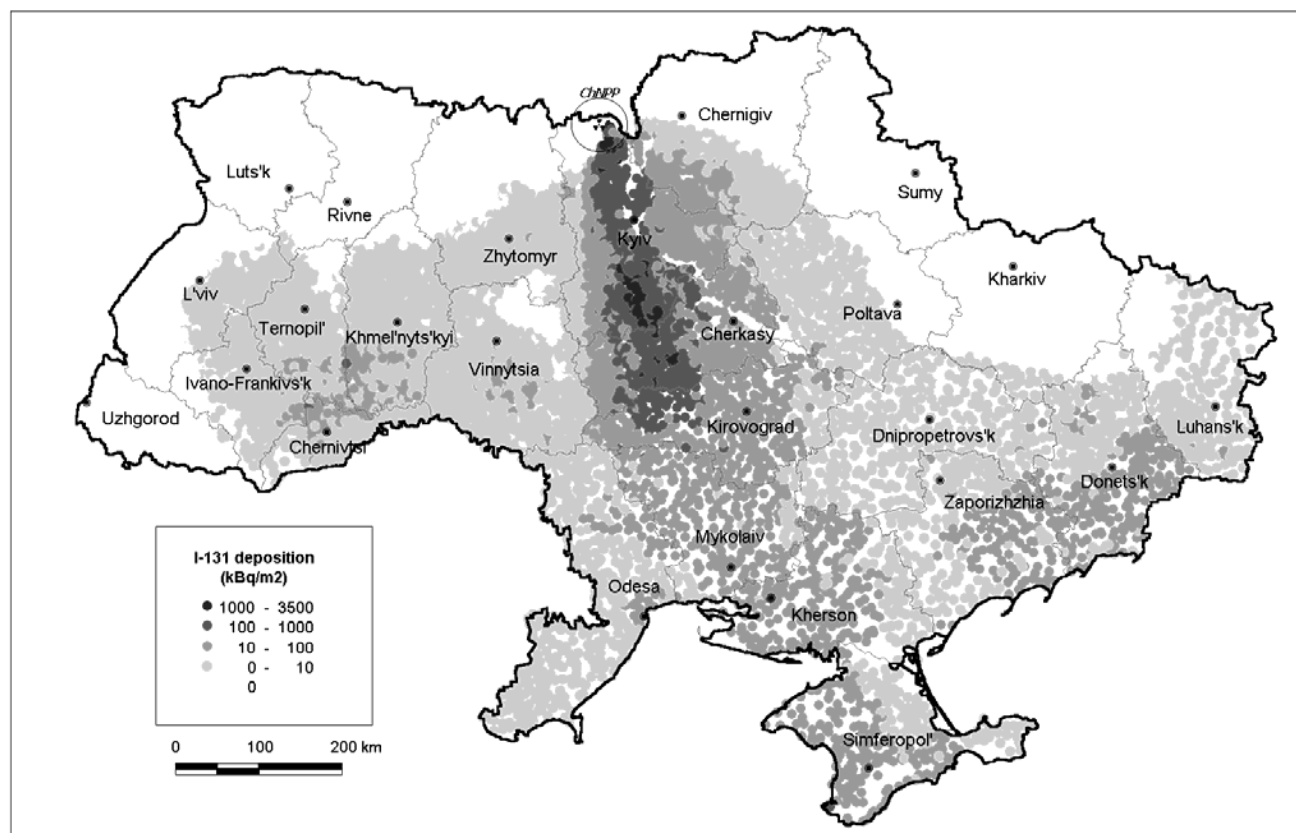 ChNPP
Chernigiv
Luts'k
Sumy
Rivne
Kyiv
Zhytomyr
Kharkiv
L'viv
Poltava
Ternopil'
Khmel'nyts'kyi
Cherkasy
Vinnytsia
Ivano-Frankivs'k
Uzhgorod
Kirovograd
Dnipropetrovs'k
Luhans'k
Chernivtsi
Donets'k
Zaporizhzhia
Mykolaiv
Odesa
Kherson
Simferopol'
I-131 deposition
(kBq/m2)
1000 - 3500
100 - 1000
10 - 100
0 - 10
0
0 100 200 km